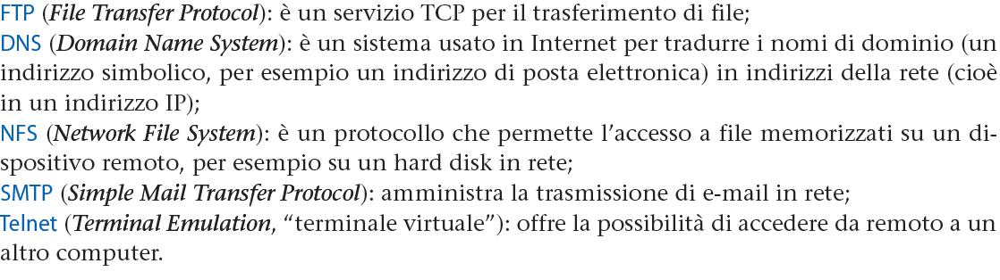 FTP (File Transfer Protocol): è un servizio TCP per il trasferimento di file;
DNS (Domain Name System): è un sistema usato in Internet per tradurre i nomi di dominio (un
indirizzo simbolico, per esempio un indirizzo di posta elettronica) in indirizzi della rete (cioè
in un indirizzo IP);
NFS (Network File System): è un protocollo che permette l’accesso a file memorizzati su un di-
spositivo remoto, per esempio su un hard disk in rete;
SMTP (Simple Mail Transfer Protocol): amministra la trasmissione di e-mail in rete;
Telnet (Terminal Emulation, “terminale virtuale”): offre la possibilità di accedere da remoto a un
altro computer.